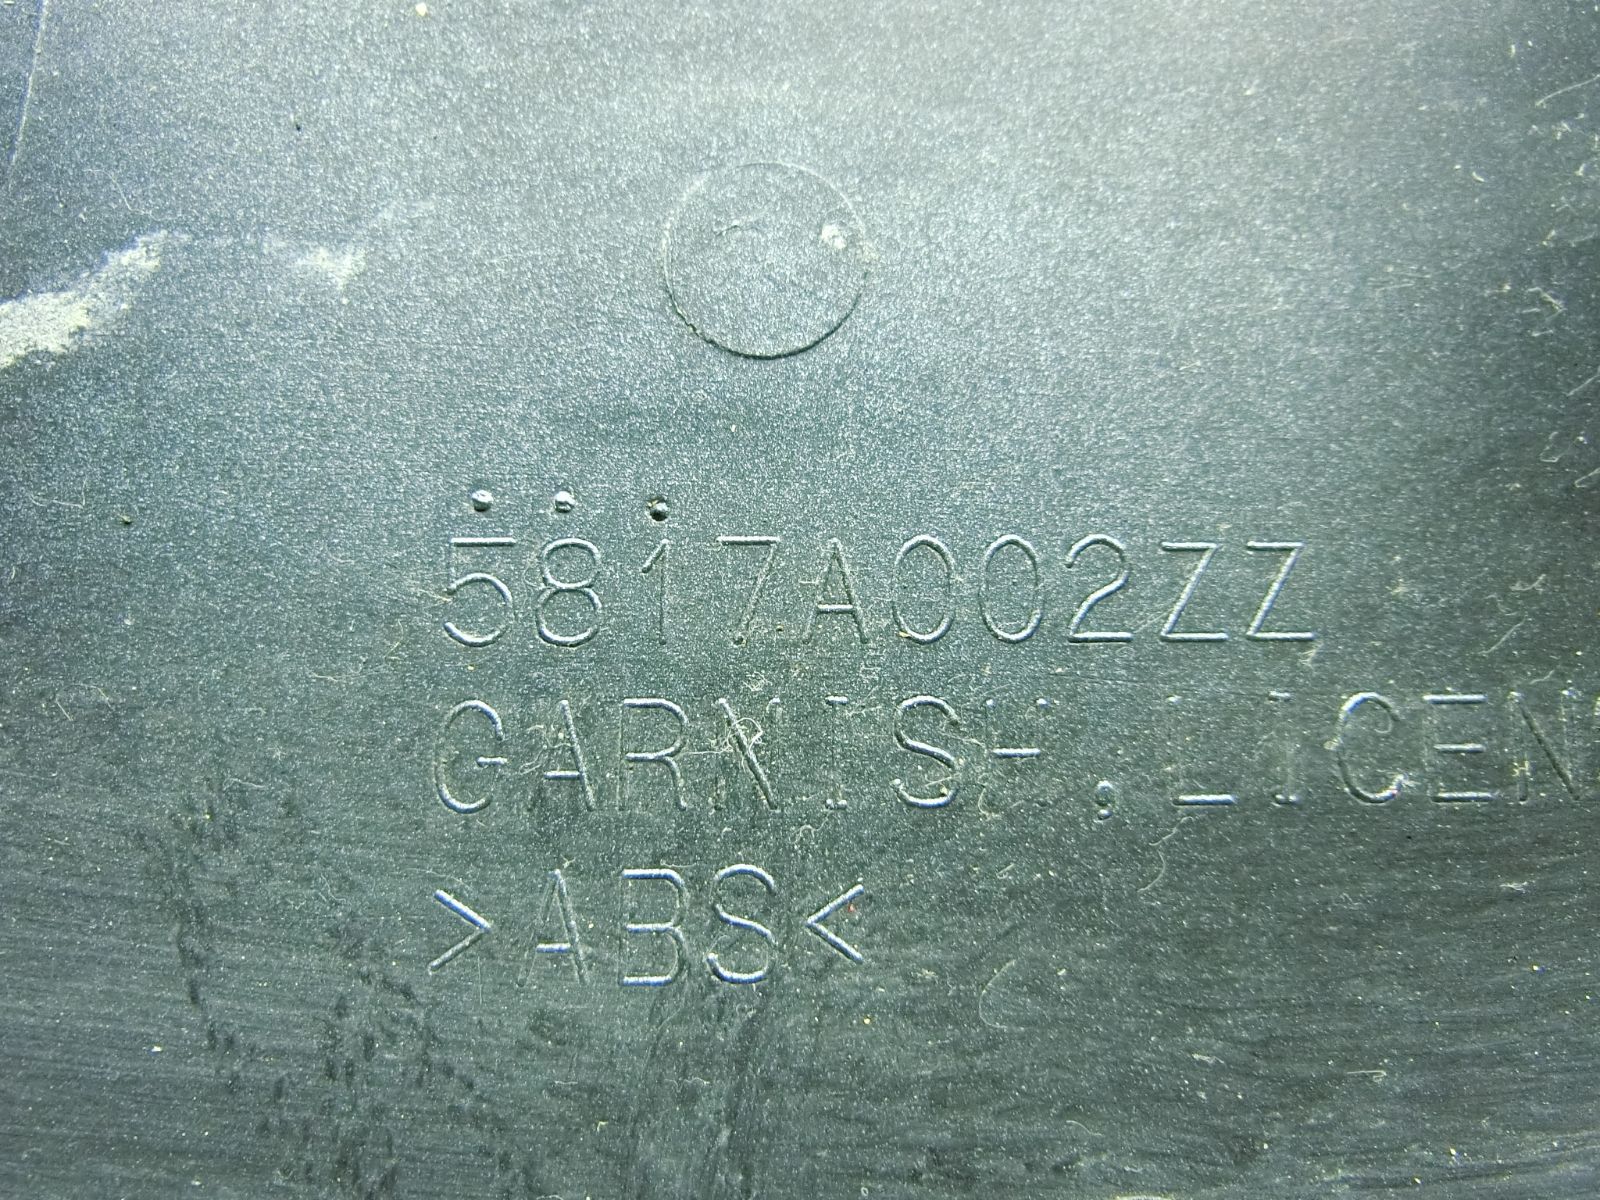 5817A002ZZ
GARNISH,LICEN
>ABS<